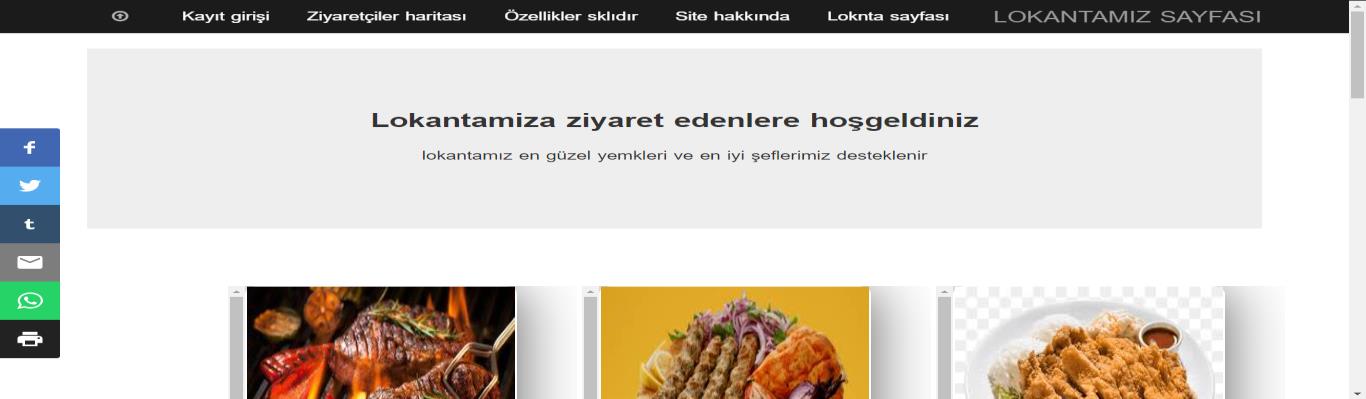 Kayıt girişi Ziyaretçiler haritası Özellikler sklıdır Site hakkında Loknta sayfası LOKANTAMIZ SAYFASI
Lokantamiza ziyaret edenlere hoşgeldiniz
lokantamız en güzel yemkleri ve en iyi şeflerimiz desteklenir